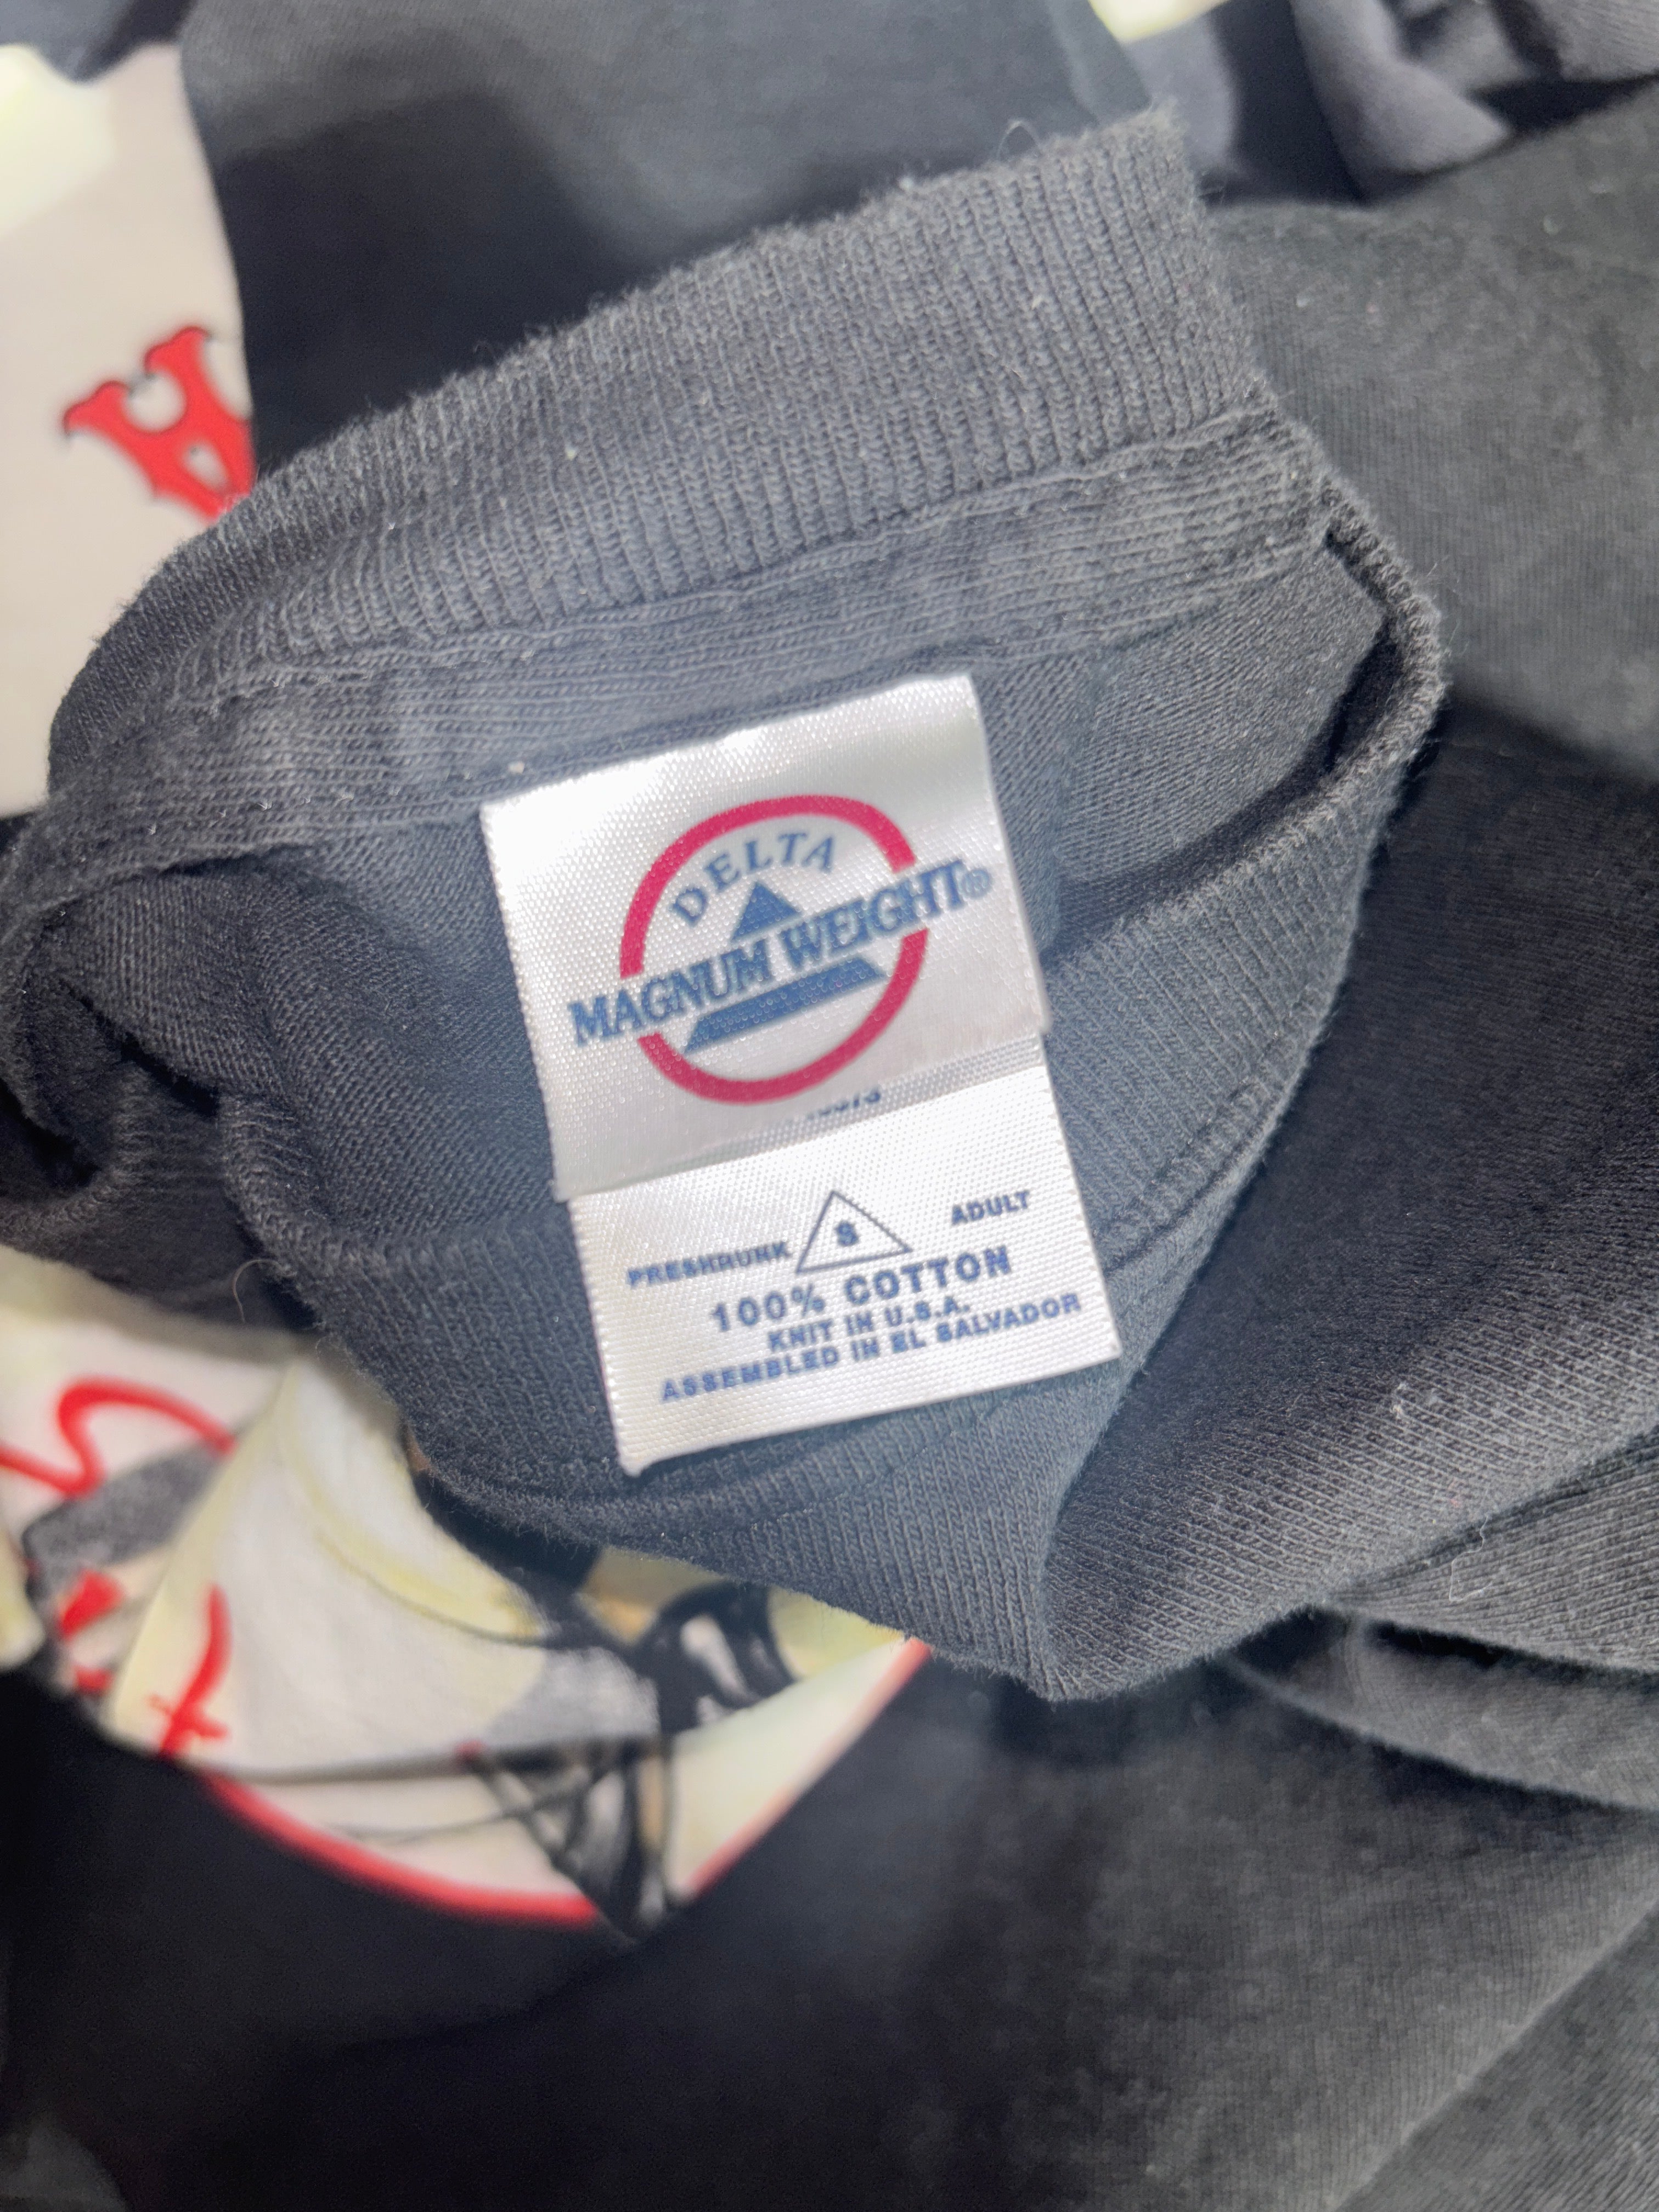 DELTA
MAGNUM WEIGHT®
S
PRESHRUNK ADULT
100% COTTON
KNIT IN U.S.A.
ASSEMBLED IN EL SALVADOR